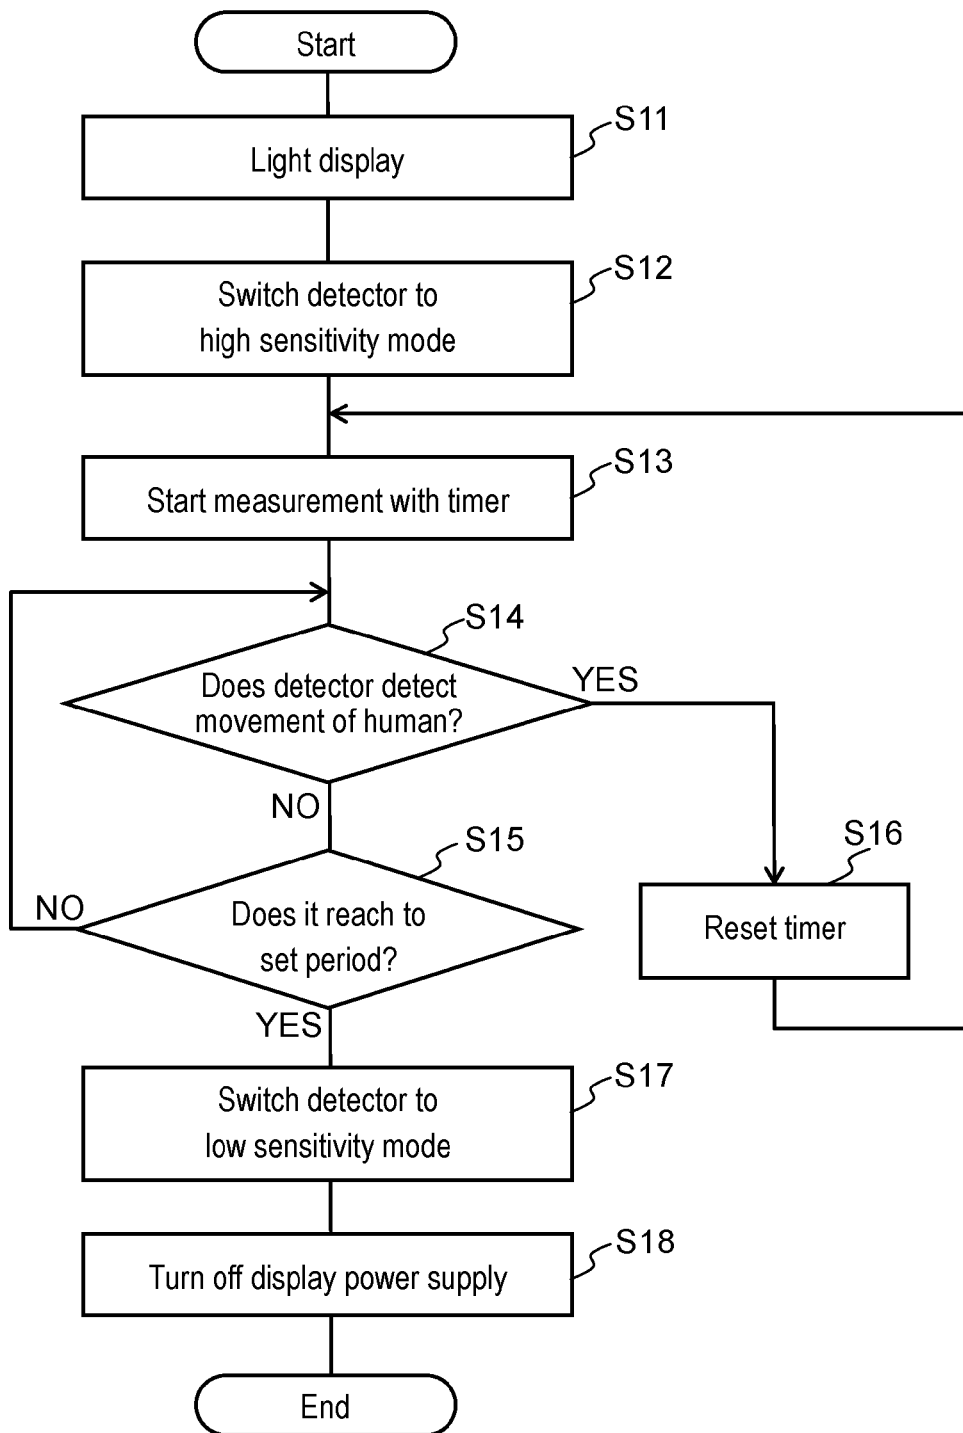 Start
S11
Light display
S12
Switch detector to
high sensitivity mode
S13
Start measurement with timer
S14
Does detector detect
movement of human?
YES
NO
S15
Does it reach to
set period?
NO
YES
S16
Reset timer
S17
Switch detector to
low sensitivity mode
S18
Turn off display power supply
End